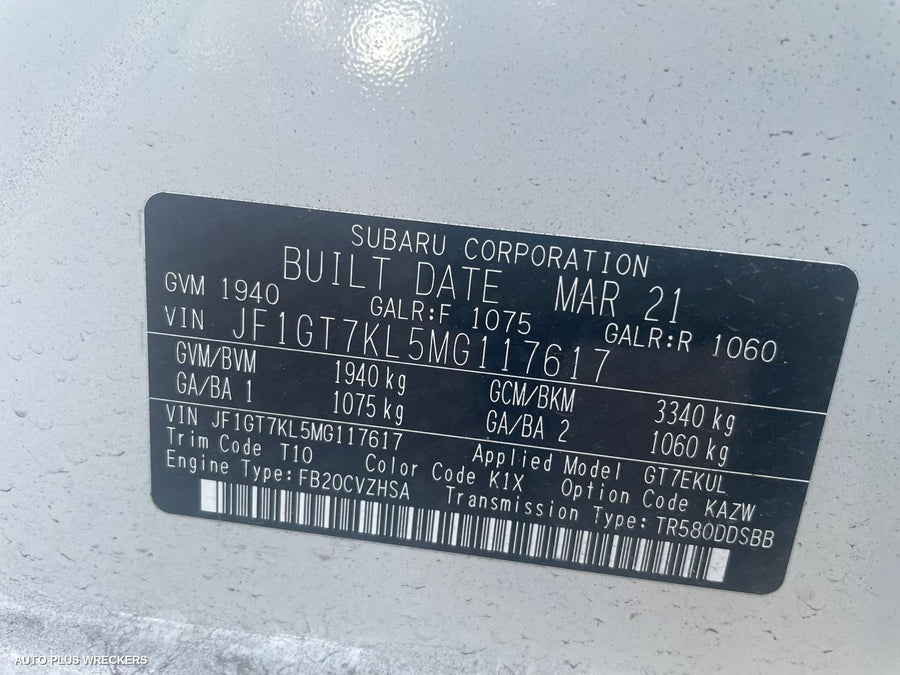 SUBARU CORPORATION
BUILT DATE MAR 21
GVM 1940 GALR:F 1075 GALR:R 1060
VIN JF1GT7KL5MG117617
GVM/BVM 1940 kg GCM/BKM 3340 kg
GA/BA 1 1075 kg GA/BA 2 1060 kg
VIN JF1GT7KL5MG117617 Applied Model GT7EKUL
Trim Code T10 Color Code K1X Option Code KAZW
Engine Type:FB20CVZHSA Transmission Type:TR580DDSBB
AUTO PLUS WRECKERS